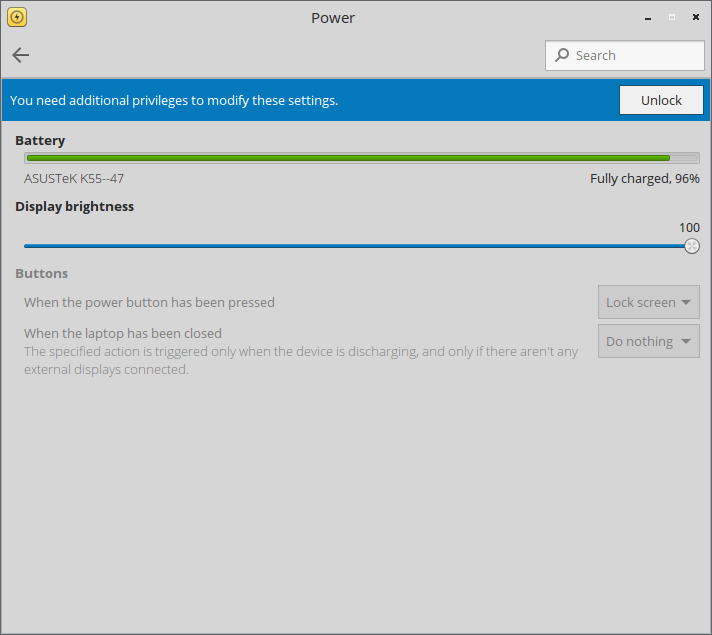 Power
Search
You need additional privileges to modify these settings.
Unlock
Battery
ASUSTeK K55--47
Fully charged, 96%
Display brightness
100
Buttons
When the power button has been pressed
Lock screen
When the laptop has been closed
Do nothing
The specified action is triggered only when the device is discharging, and only if there aren't any
external displays connected.